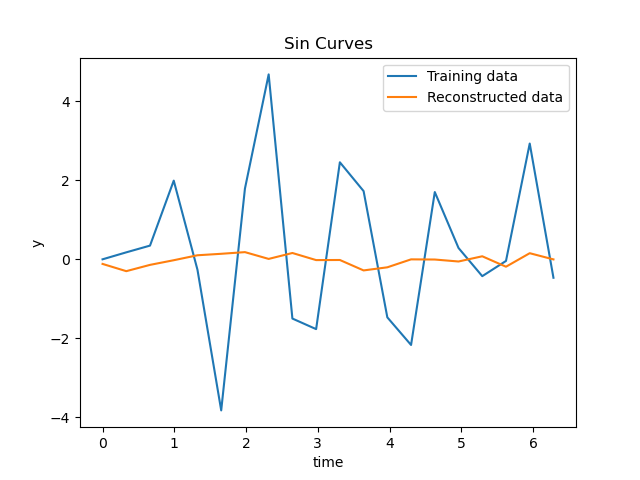 Sin Curves
Training data
Reconstructed data
4
2
0
−2
−4
y
0 1 2 3 4 5 6
time